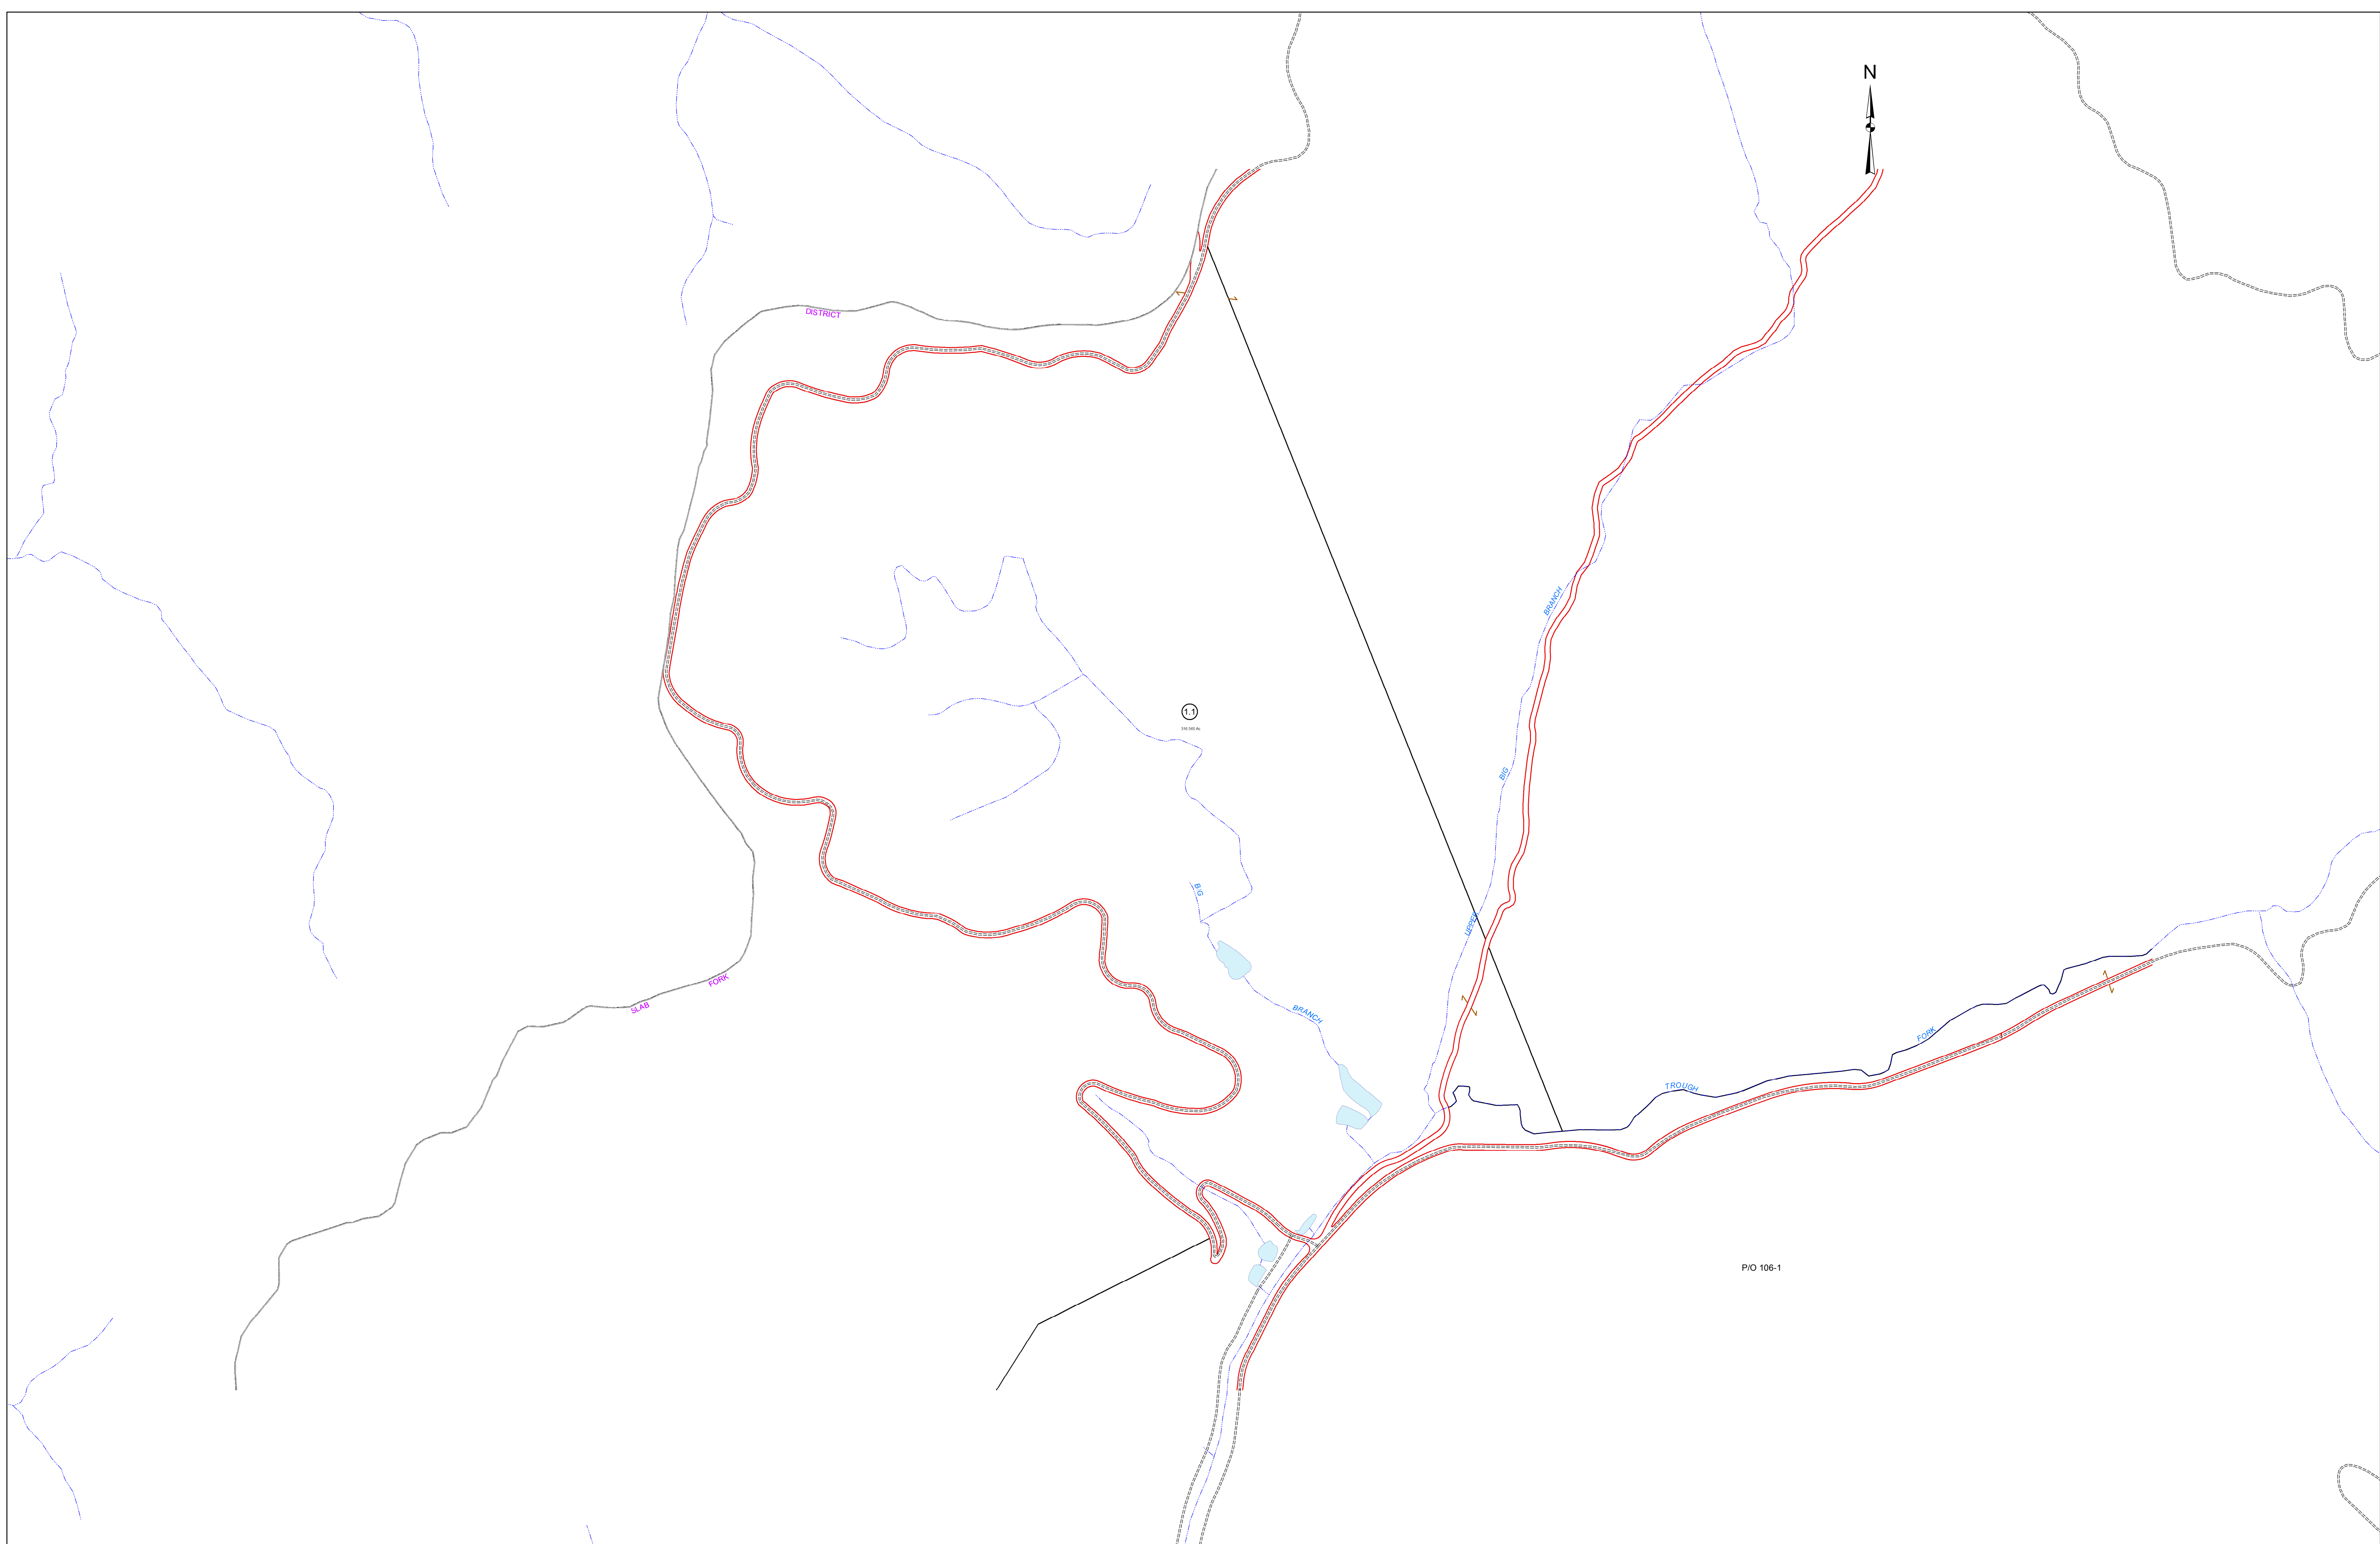 N
DISTRICT
BRANCH
1.1
BIG
BIG
UPPER
FORK
SLAB
BRANCH
FORK
TROUGH
P/O 106-1